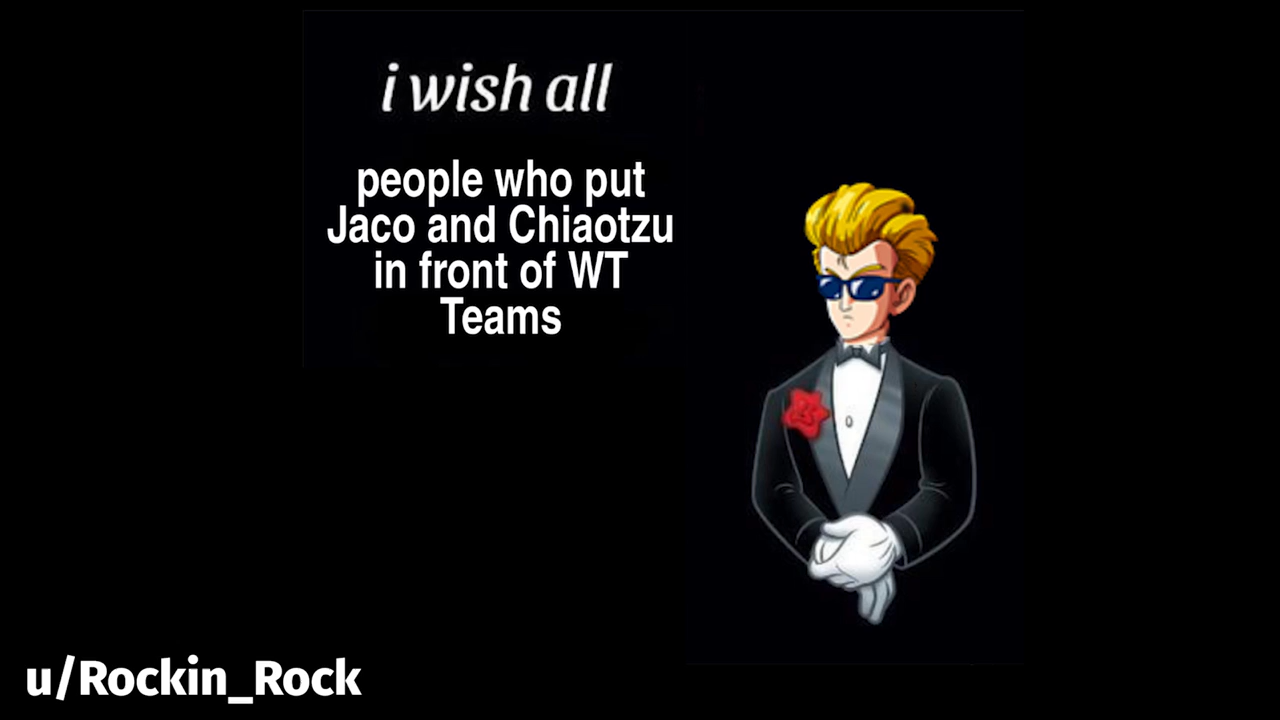 i wish all
people who put
Jaco and Chiaotzu
in front of WT
Teams
u/Rockin_Rock